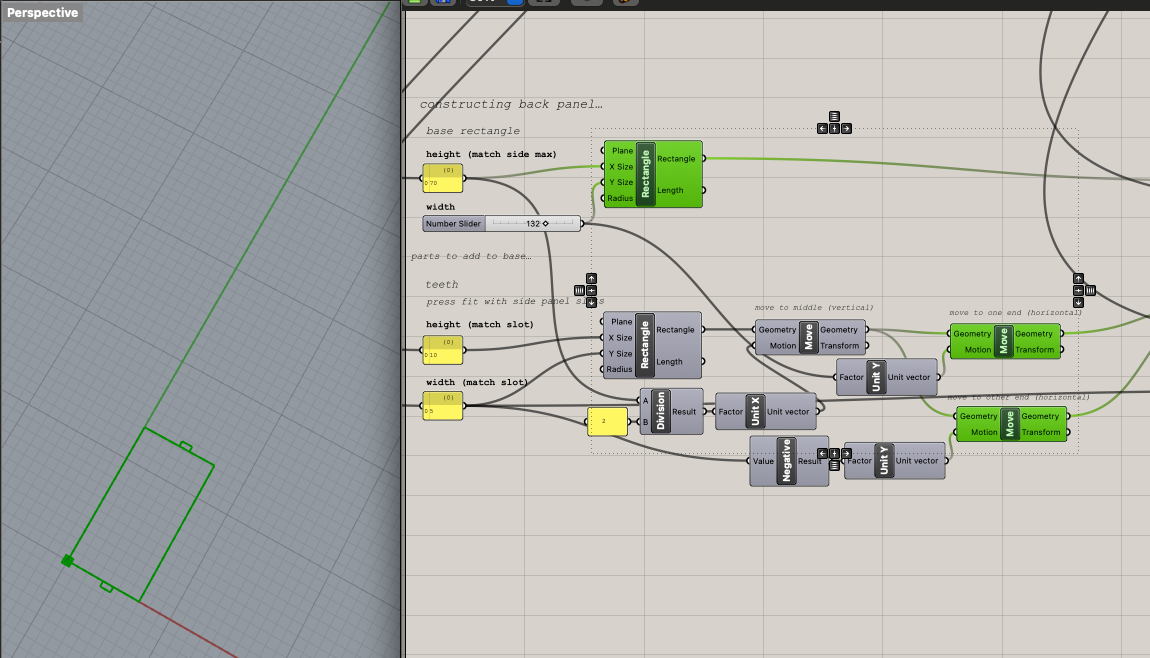 Perspective
constructing back panel…
base rectangle
height (match side max)
{0}
0 70
width
Number Slider 132
Plane
X Size
Y Size
Radius
Rectangle
Rectangle
Length
parts to add to base…
teeth
press fit with side panel
height (match slot)
{0}
0 10
width (match slot)
{0}
0 5
Plane
X Size
Y Size
Radius
Rectangle
Rectangle
Length
2
A
B
Division
Result
Factor
Unit X
Unit vector
move to middle (vertical)
Geometry
Motion
Move
Geometry
Transform
Factor
Unit Y
Unit vector
Value
Negative
Result
Factor
Unit Y
Unit vector
move to one end (horizontal)
Geometry
Motion
Move
Geometry
Transform
move to other end (horizontal)
Geometry
Motion
Move
Geometry
Transform